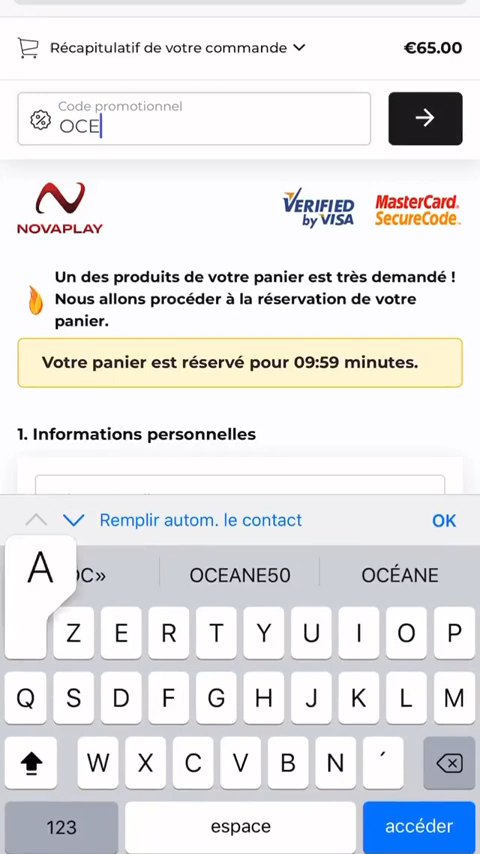 Récapitulatif de votre commande
€65.00
Code promotionnel
OCE
NOVAPLAY
VERIFIED
by VISA
MasterCard.
SecureCode.
Un des produits de votre panier est très demandé !
Nous allons procéder à la réservation de votre
panier.
Votre panier est réservé pour 09:59 minutes.
1. Informations personnelles
Remplir autom. le contact
OK
OCEANE50
OCÉANE
A
Z E R T Y U I O P
Q S D F G H J K L M
W X C V B N ´
123
espace
accéder